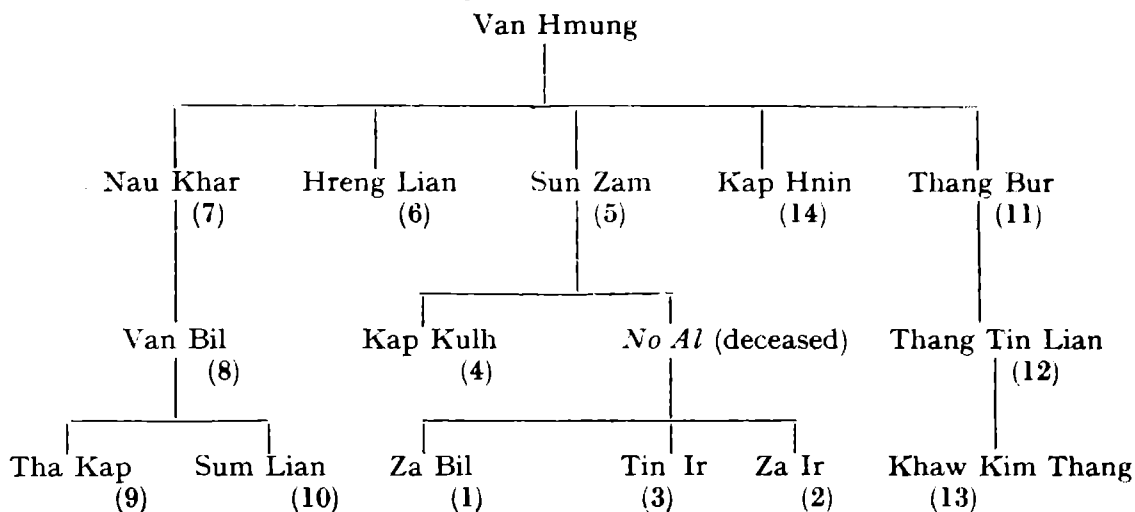 Van Hmung
Nau Khar Hreng Lian Sun Zam Kap Hnin Thang Bur
(7) (6) (5) (14) (11)
Van Bil Kap Kulh No Al (deceased) Thang Tin Lian
(8) (4) (12)
Tha Kap Sum Lian Za Bil Tin Ir Za Ir Khaw Kim Thang
(9) (10) (1) (3) (2) (13)